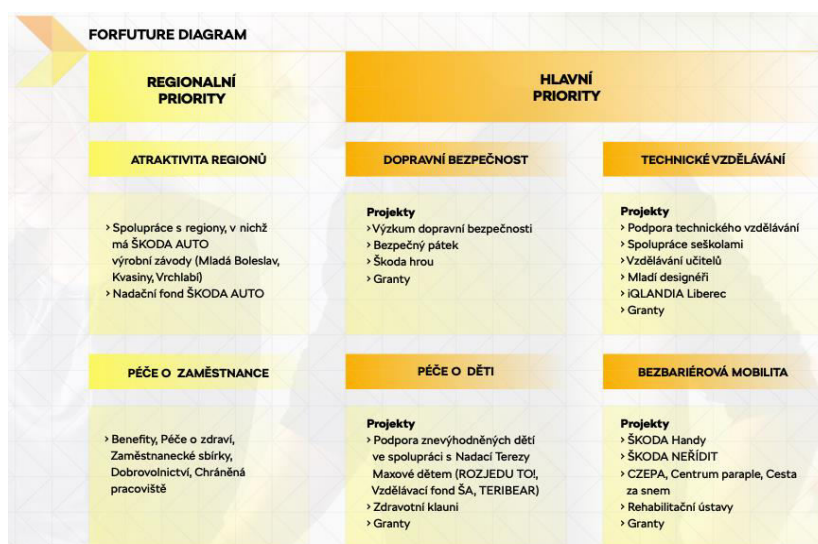 FORFUTURE DIAGRAM
REGIONALNÍ
PRIORITY
HLAVNÍ
PRIORITY
ATRAKTIVITA REGIONŮ
› Spolupráce s regiony, v nichž
má ŠKODA AUTO
výrobní závody (Mladá Boleslav,
Kvasiny, Vrchlabí)
› Nadační fond ŠKODA AUTO
DOPRAVNÍ BEZPEČNOST
Projekty
› Výzkum dopravní bezpečnosti
› Bezpečný pátek
› Škoda hrou
› Granty
TECHNICKÉ VZDĚLÁVÁNÍ
Projekty
› Podpora technického vzdělávání
› Spolupráce seškolami
› Vzdělávání učitelů
› Mladí designéři
› iQLANDIA Liberec
› Granty
PÉČE O ZAMĚSTNANCE
› Benefity, Péče o zdraví,
Zaměstnanecké sbírky,
Dobrovolnictví, Chráněná
pracoviště
PÉČE O DĚTI
Projekty
› Podpora znevýhodněných dětí
ve spolupráci s Nadací Terezy
Maxové dětem (ROZJEDU TO!,
Vzdělávací fond ŠA, TERIBEAR)
› Zdravotní klauni
› Granty
BEZBARIÉROVÁ MOBILITA
Projekty
› ŠKODA Handy
› ŠKODA NEŘÍDIT
› CZEPA, Centrum paraple, Cesta
za snem
› Rehabilitační ústavy
› Granty